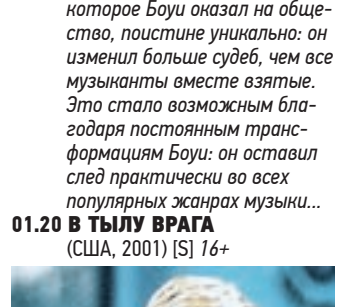 которое Боуи оказал на обще-
ство, поистине уникально: он
изменил больше судеб, чем все
музыканты вместе взятые.
Это стало возможным бла-
годаря постоянным транс-
формациям Боуи: он оставил
след практически во всех
популярных жанрах музыки...
01.20 В ТЫЛУ ВРАГА
(США, 2001) [S] 16+